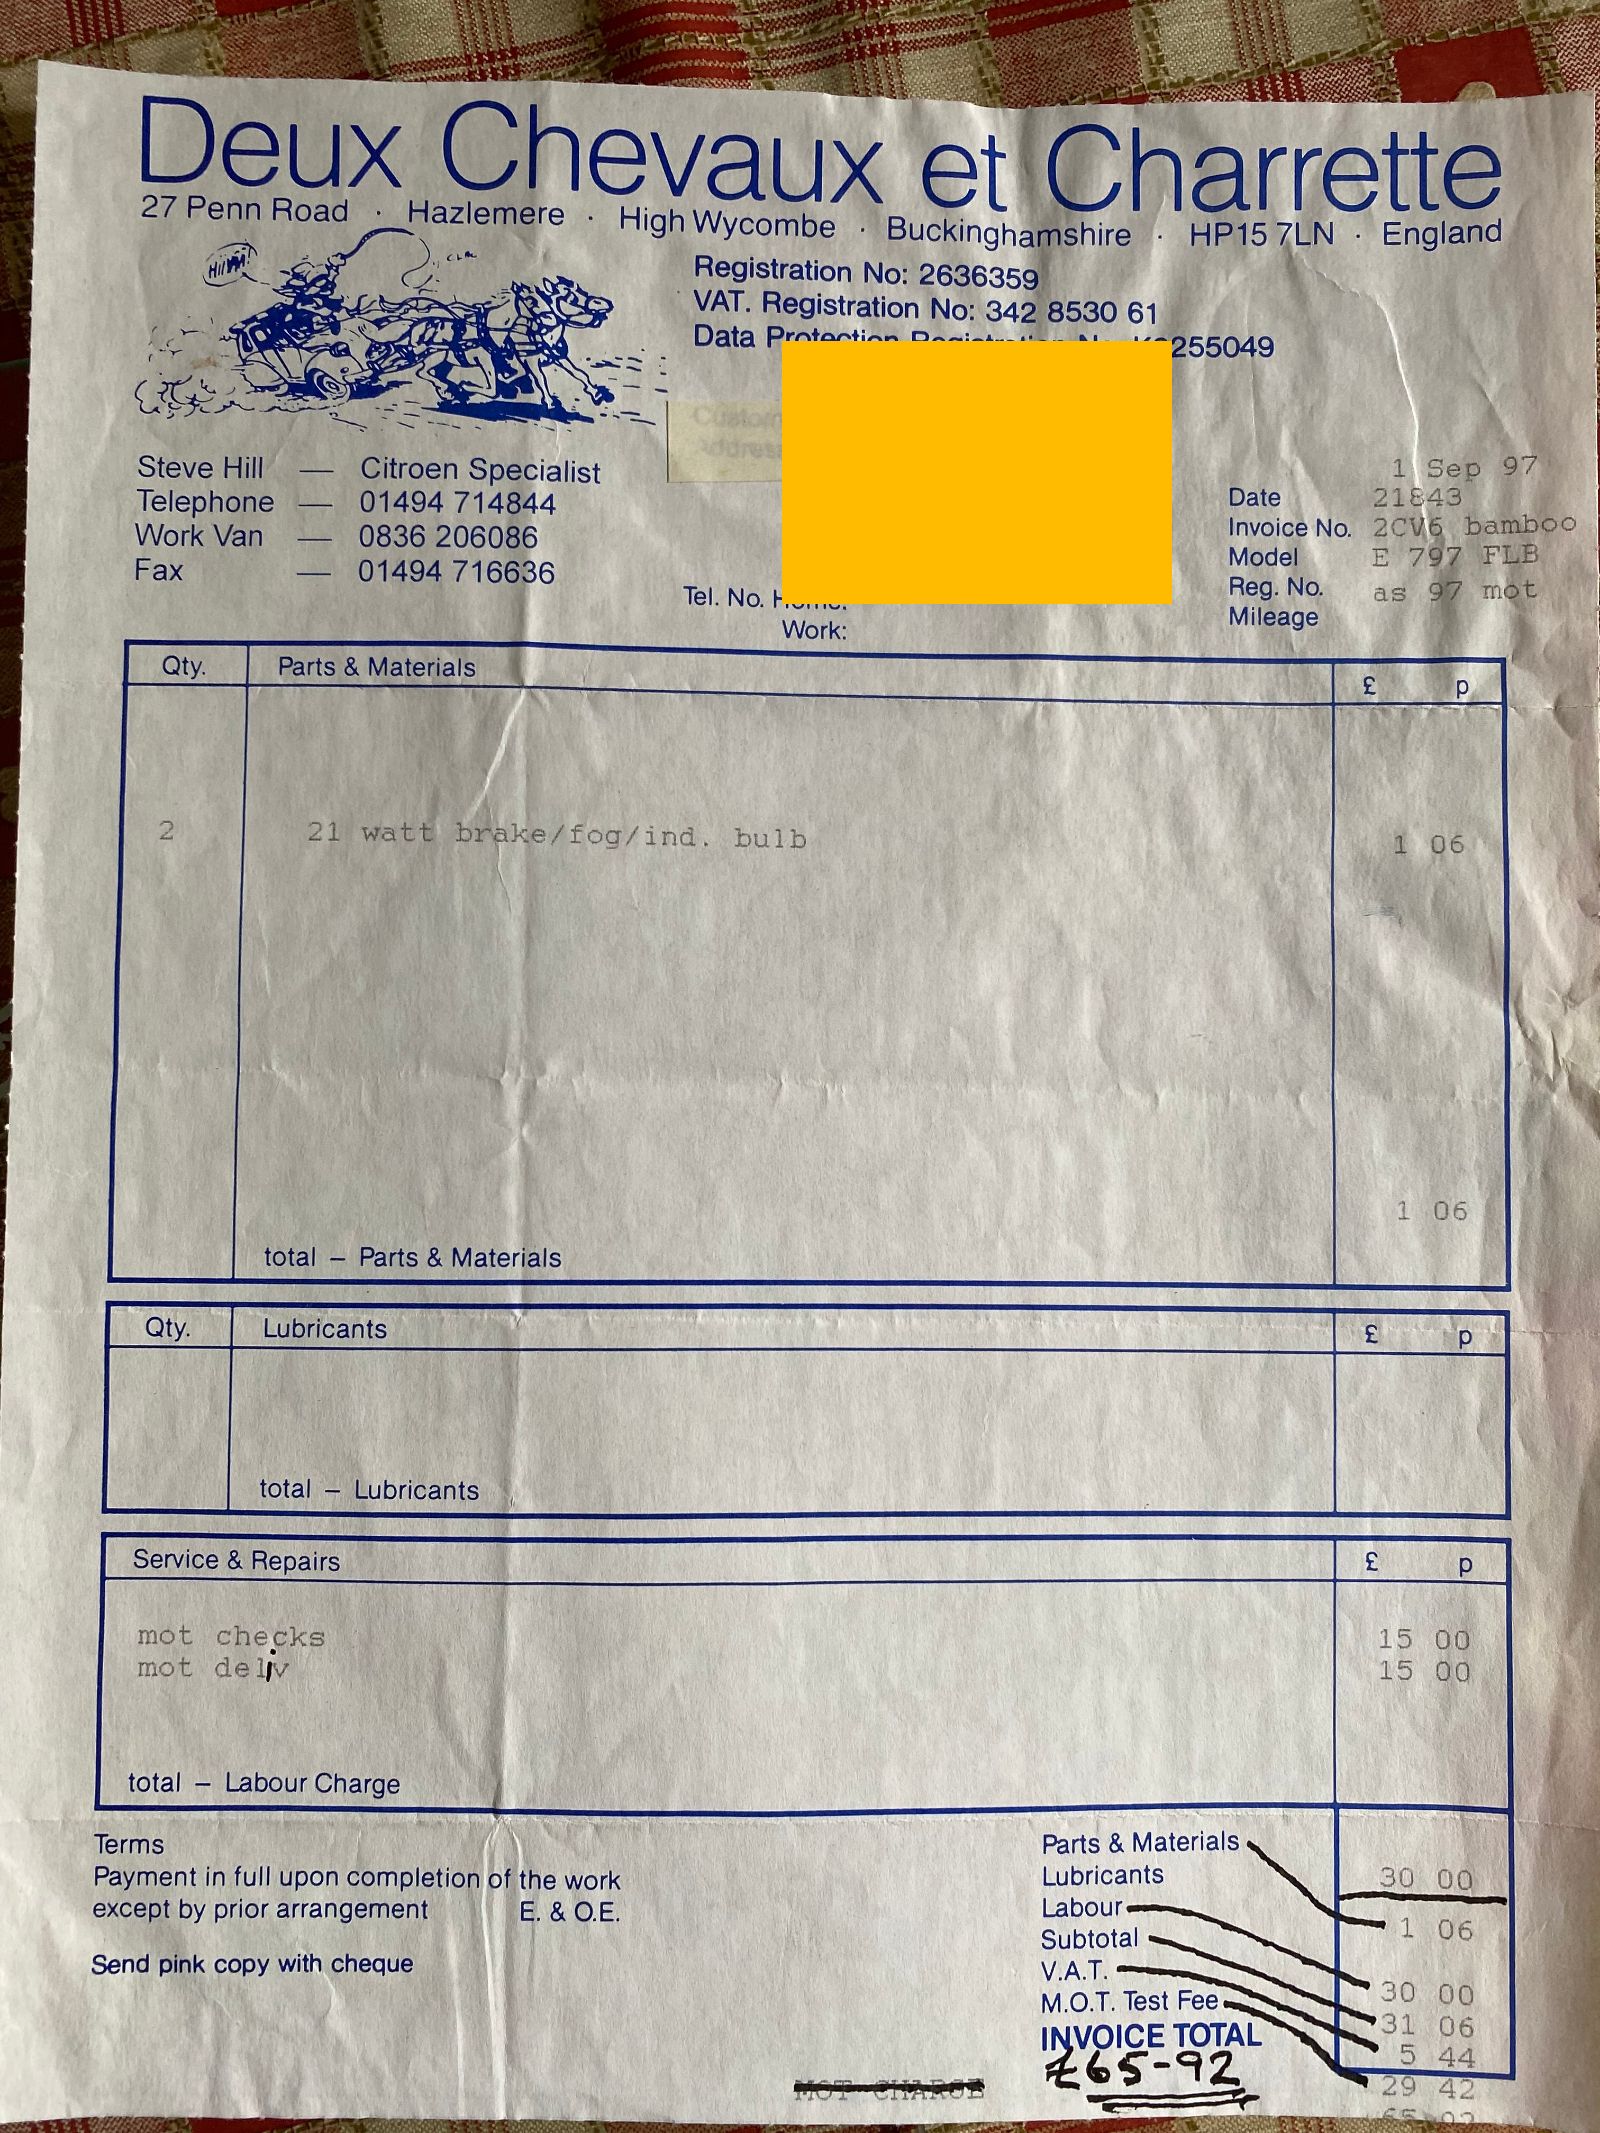 Deux Chevaux et Charrette
27 Penn Road · Hazlemere · High Wycombe · Buckinghamshire · HP15 7LN · England
Registration No: 2636359
VAT. Registration No: 342 8530 61
Data Protection Registration No. 255049
Steve Hill — Citroen Specialist
Telephone — 01494 714844
Work Van — 0836 206086
Fax — 01494 716636
Tel. No. Home:
Work:
1 Sep 97
Date 21843
Invoice No. 2CV6 bamboo
Model E 797 FLB
Reg. No. as 97 mot
Mileage
Qty. Parts & Materials £ p
2 21 watt brake/fog/ind. bulb 1 06
1 06
total – Parts & Materials
Qty. Lubricants £ p
total – Lubricants
Service & Repairs £ p
mot checks 15 00
mot deliv 15 00
total – Labour Charge
30 00
Terms
Payment in full upon completion of the work
except by prior arrangement E. & O.E.
Send pink copy with cheque
Parts & Materials 1 06
Lubricants
Labour 30 00
Subtotal 31 06
V.A.T. 5 44
M.O.T. Test Fee 29 42
INVOICE TOTAL
£65-92
MOT CHARGE